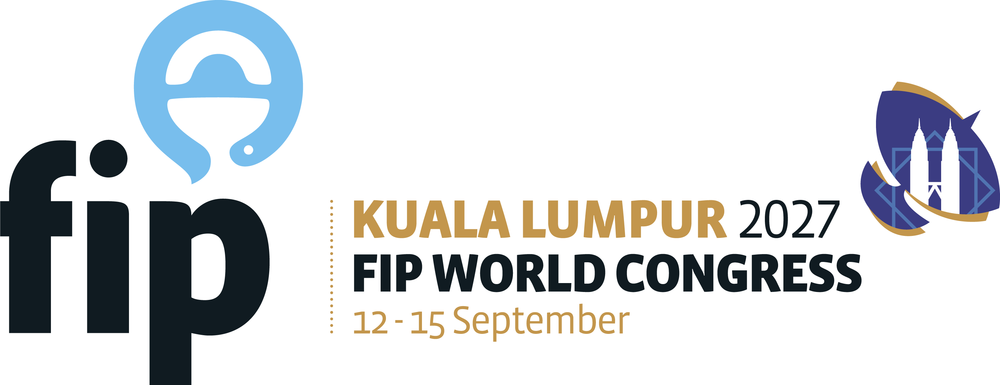 fip
KUALA LUMPUR 2027
FIP WORLD CONGRESS
12 - 15 September